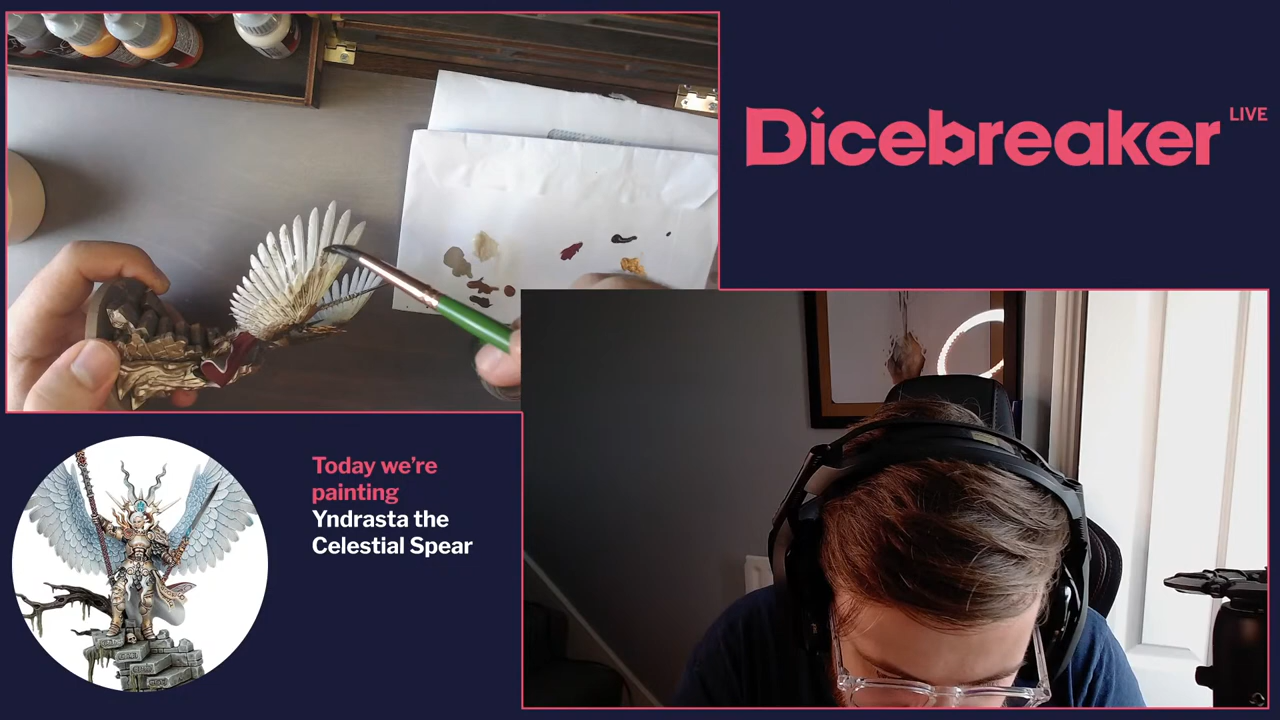 Dicebreaker LIVE
Today we're
painting
Yndrasta the
Celestial Spear